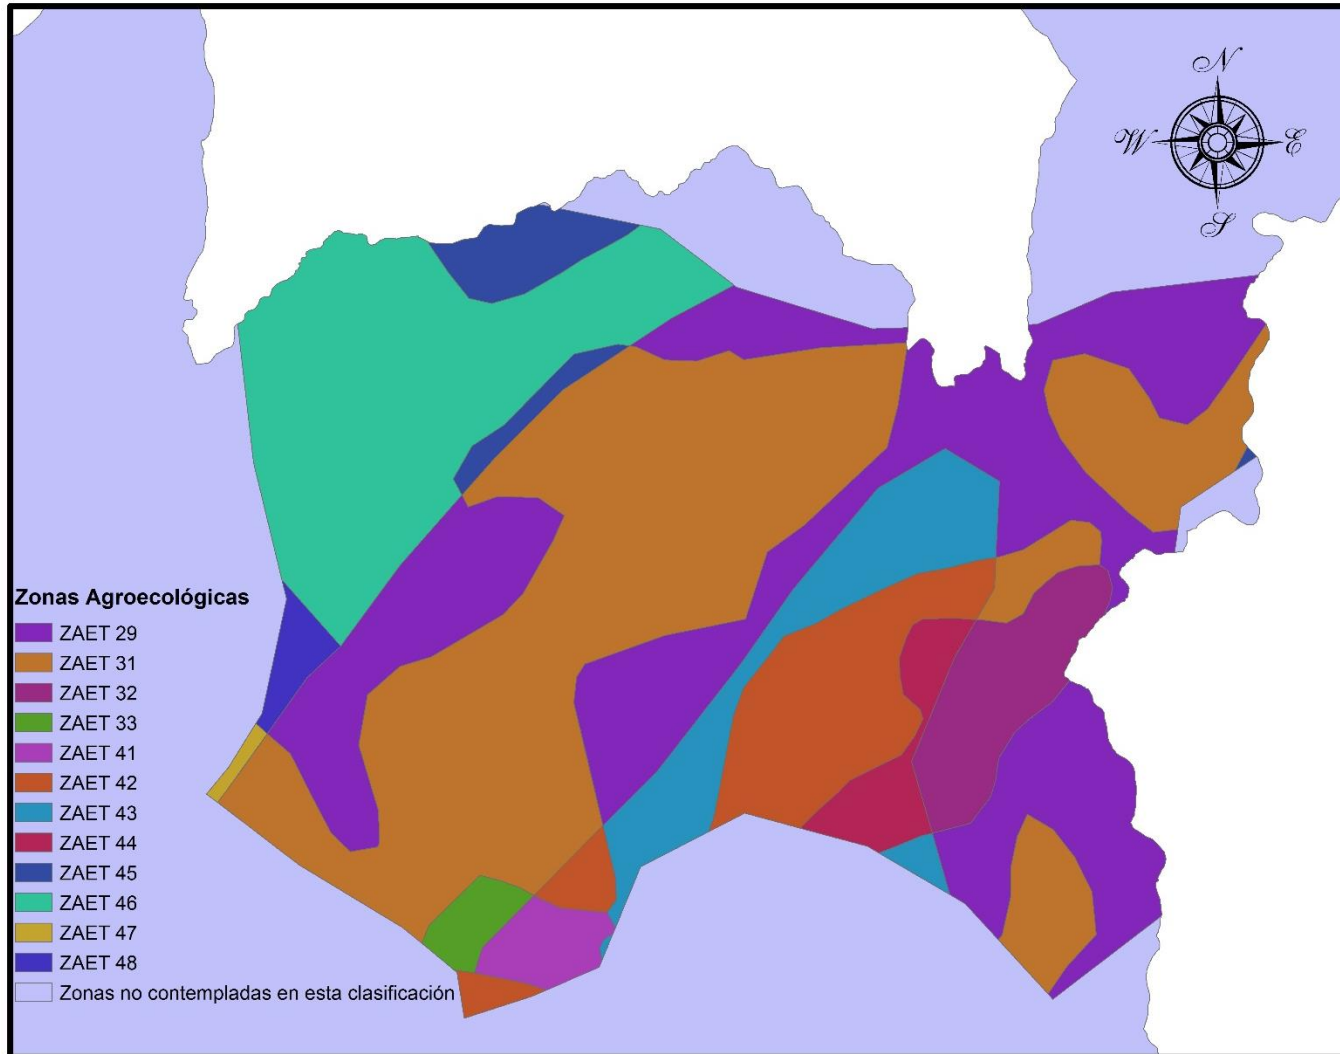 N
W
E
S
Zonas Agroecológicas
ZAET 29
ZAET 31
ZAET 32
ZAET 33
ZAET 41
ZAET 42
ZAET 43
ZAET 44
ZAET 45
ZAET 46
ZAET 47
ZAET 48
Zonas no contempladas en esta clasificación